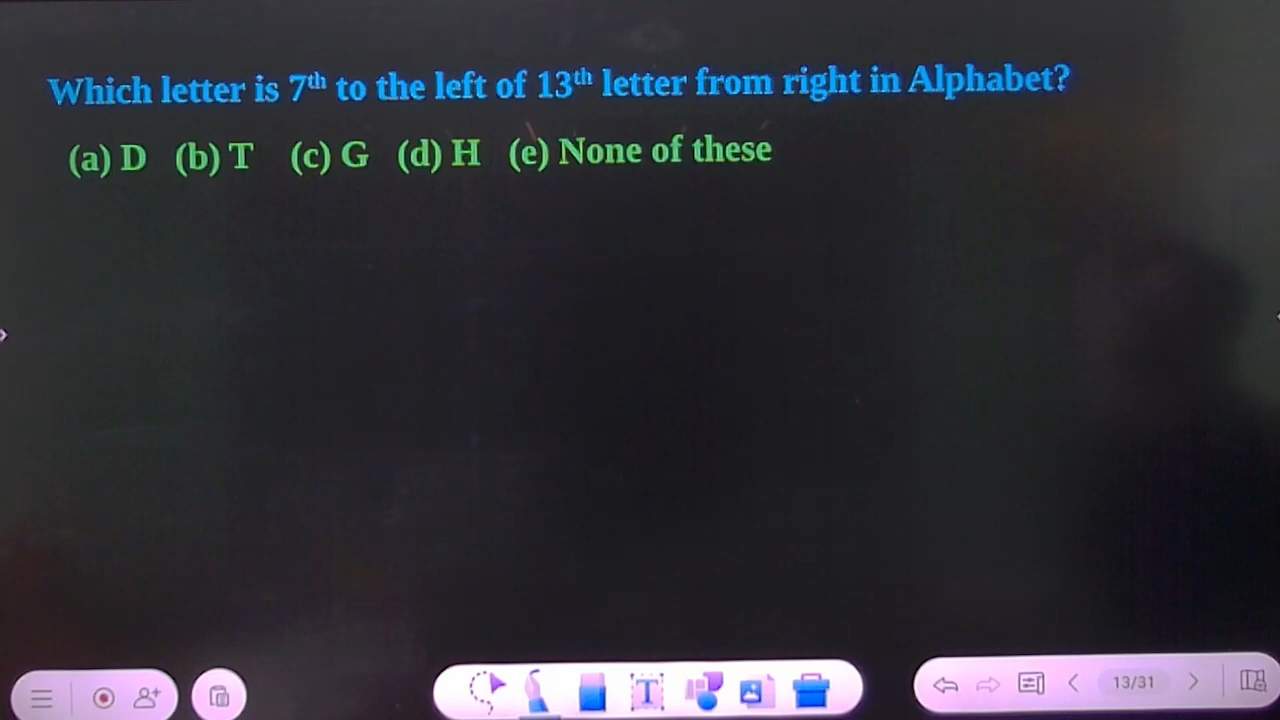 Which letter is 7th to the left of 13th letter from right in Alphabet?
(a) D (b) T (c) G (d) H (e) None of these
T
13/31